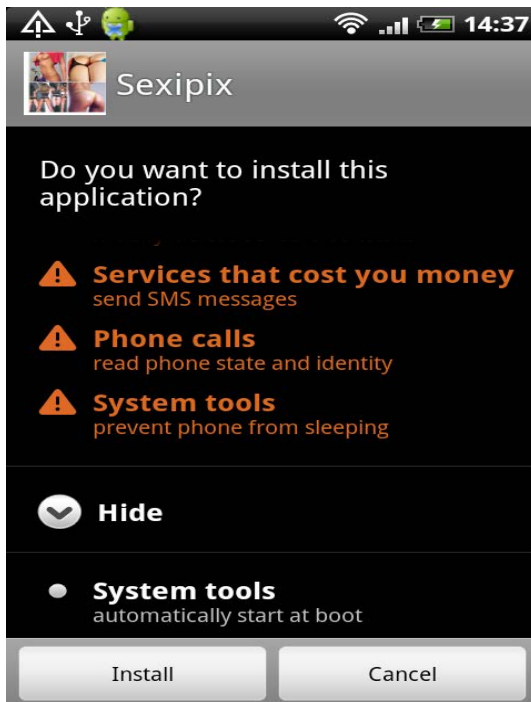 14:37
Sexipix
Do you want to install this
application?
Services that cost you money
send SMS messages
Phone calls
read phone state and identity
System tools
prevent phone from sleeping
Hide
System tools
automatically start at boot
Install
Cancel